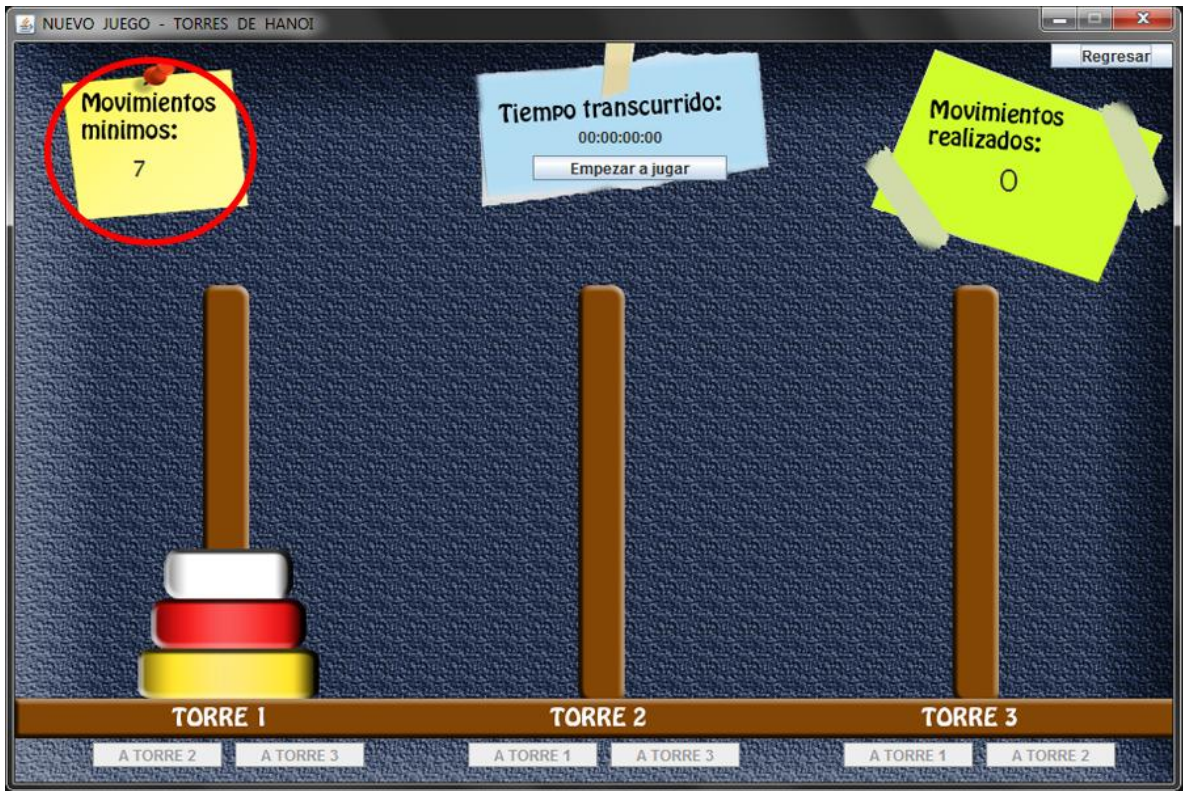 NUEVO JUEGO - TORRES DE HANOI
Regresar
Movimientos
minimos:
7
Tiempo transcurrido:
00:00:00:00
Empezar a jugar
Movimientos
realizados:
0
TORRE 1
TORRE 2
TORRE 3
A TORRE 2
A TORRE 3
A TORRE 1
A TORRE 3
A TORRE 1
A TORRE 2